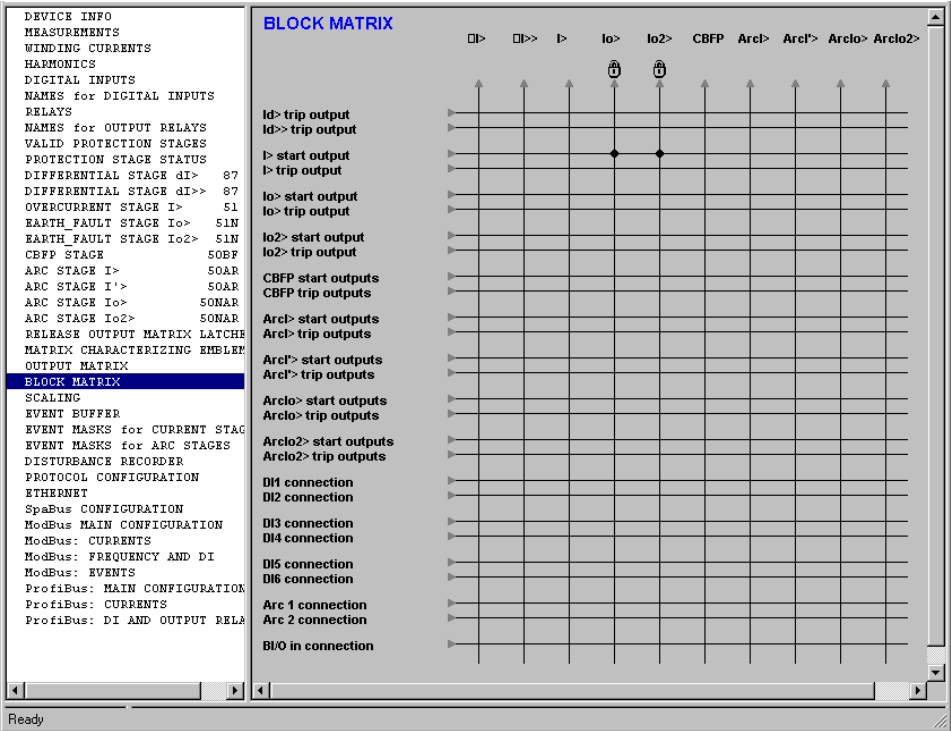 DEVICE INFO
MEASUREMENTS
WINDING CURRENTS
HARMONICS
DIGITAL INPUTS
NAMES for DIGITAL INPUTS
RELAYS
NAMES for OUTPUT RELAYS
VALID PROTECTION STAGES
PROTECTION STAGE STATUS
DIFFERENTIAL STAGE dI> 87
DIFFERENTIAL STAGE dI>> 87
OVERCURRENT STAGE I> 51
EARTH_FAULT STAGE Io> 51N
EARTH_FAULT STAGE Io2> 51N
CBFP STAGE 50BF
ARC STAGE I> 50AR
ARC STAGE I'> 50AR
ARC STAGE Io> 50NAR
ARC STAGE Io2> 50NAR
RELEASE OUTPUT MATRIX LATCHE
MATRIX CHARACTERIZING EMBLEM
OUTPUT MATRIX
BLOCK MATRIX
SCALING
EVENT BUFFER
EVENT MASKS for CURRENT STAG
EVENT MASKS for ARC STAGES
DISTURBANCE RECORDER
PROTOCOL CONFIGURATION
ETHERNET
SpaBus CONFIGURATION
ModBus MAIN CONFIGURATION
ModBus: CURRENTS
ModBus: FREQUENCY AND DI
ModBus: EVENTS
ProfiBus: MAIN CONFIGURATION
ProfiBus: CURRENTS
ProfiBus: DI AND OUTPUT RELA
BLOCK MATRIX
□I> □I>> I> Io> Io2> CBFP ArcI> ArcI'> ArcIo> ArcIo2>
Id> trip output
Id>> trip output
I> start output
I> trip output
Io> start output
Io> trip output
Io2> start output
Io2> trip output
CBFP start outputs
CBFP trip outputs
ArcI> start outputs
ArcI> trip outputs
ArcI'> start outputs
ArcI'> trip outputs
ArcIo> start outputs
ArcIo> trip outputs
ArcIo2> start outputs
ArcIo2> trip outputs
DI1 connection
DI2 connection
DI3 connection
DI4 connection
DI5 connection
DI6 connection
Arc 1 connection
Arc 2 connection
BI/O in connection
Ready